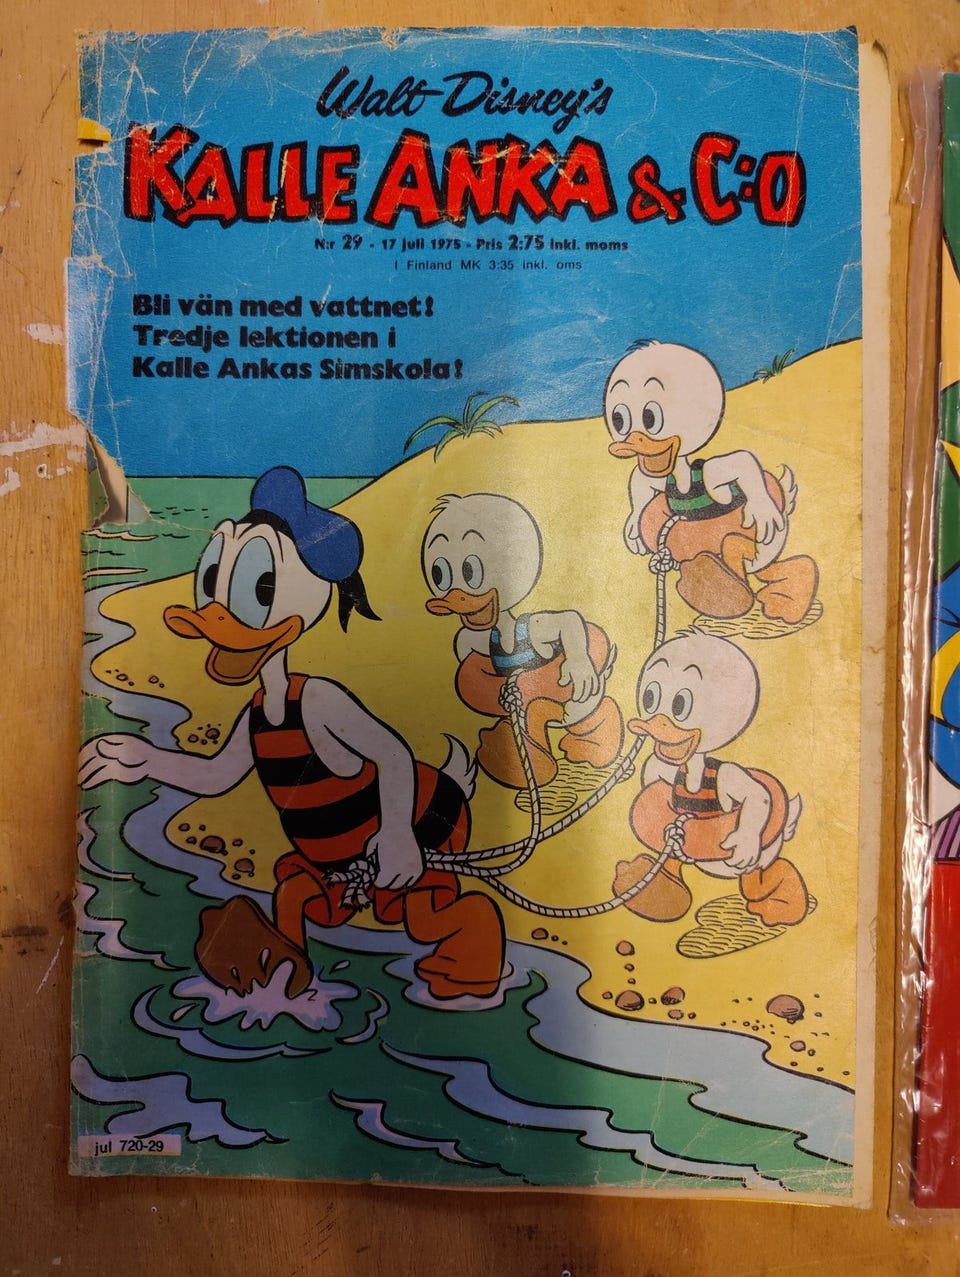 Walt Disney's
KALLE ANKA & C:O
N:r 29 - 17 juli 1975 - Pris 2:75 inkl. moms
I Finland MK 3:35 inkl. oms
Bli vän med vattnet!
Tredje lektionen i
Kalle Ankas Simskola!
jul 720-29